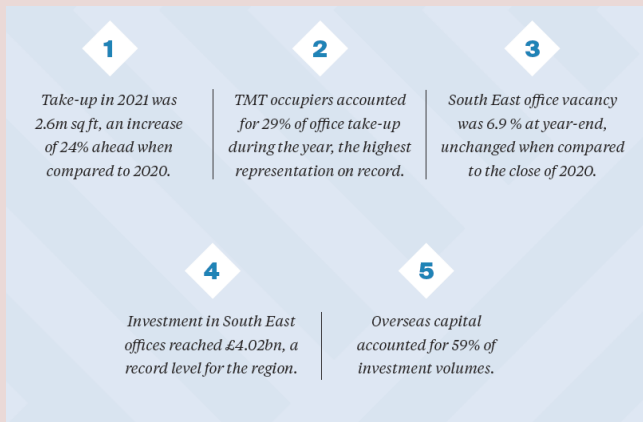 1
Take-up in 2021 was
2.6m sq ft, an increase
of 24% ahead when
compared to 2020.
2
TMT occupiers accounted
for 29% of office take-up
during the year, the highest
representation on record.
3
South East office vacancy
was 6.9 % at year-end,
unchanged when compared
to the close of 2020.
4
Investment in South East
offices reached £4.02bn, a
record level for the region.
5
Overseas capital
accounted for 59% of
investment volumes.